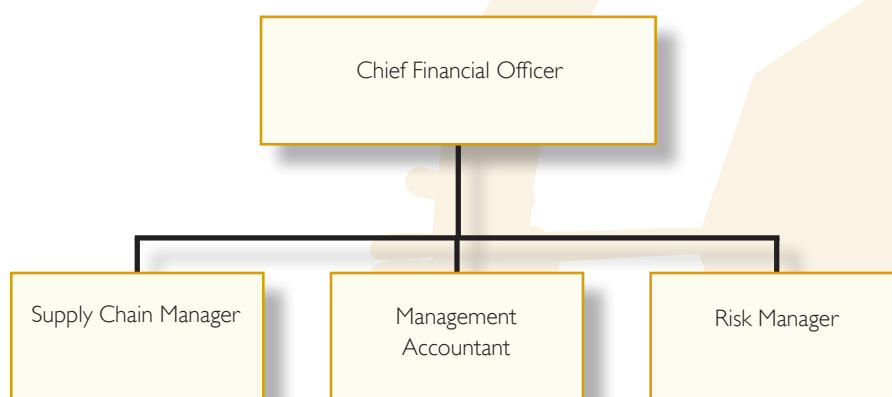 Chief Financial Officer
Supply Chain Manager
Management
Accountant
Risk Manager